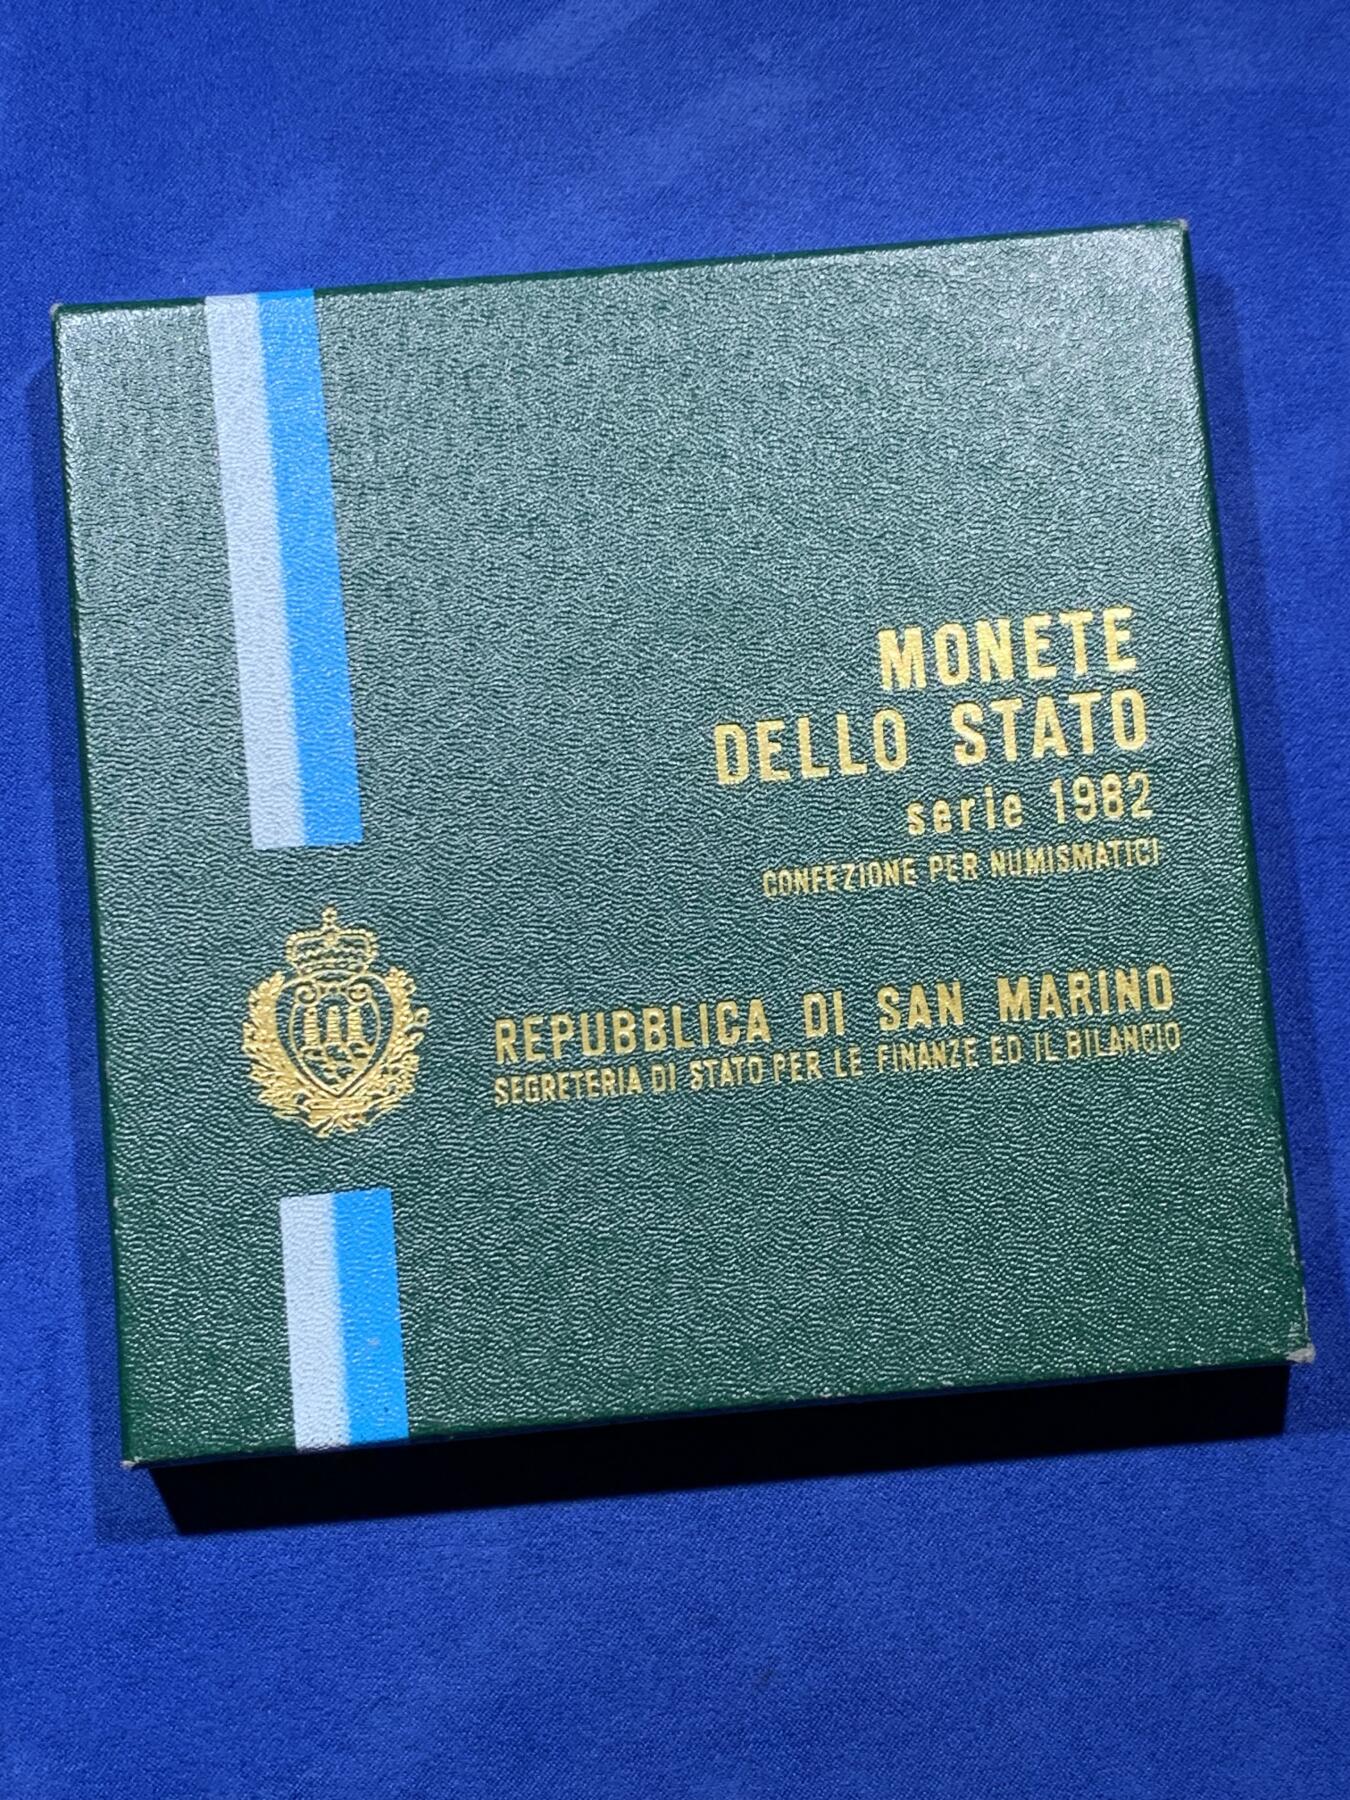 MONETE
DELLO STATO
serie 1982
CONFEZIONE PER NUMISMATICI
REPUBBLICA DI SAN MARINO
SEGRETERIA DI STATO PER LE FINANZE ED IL BILANCIO